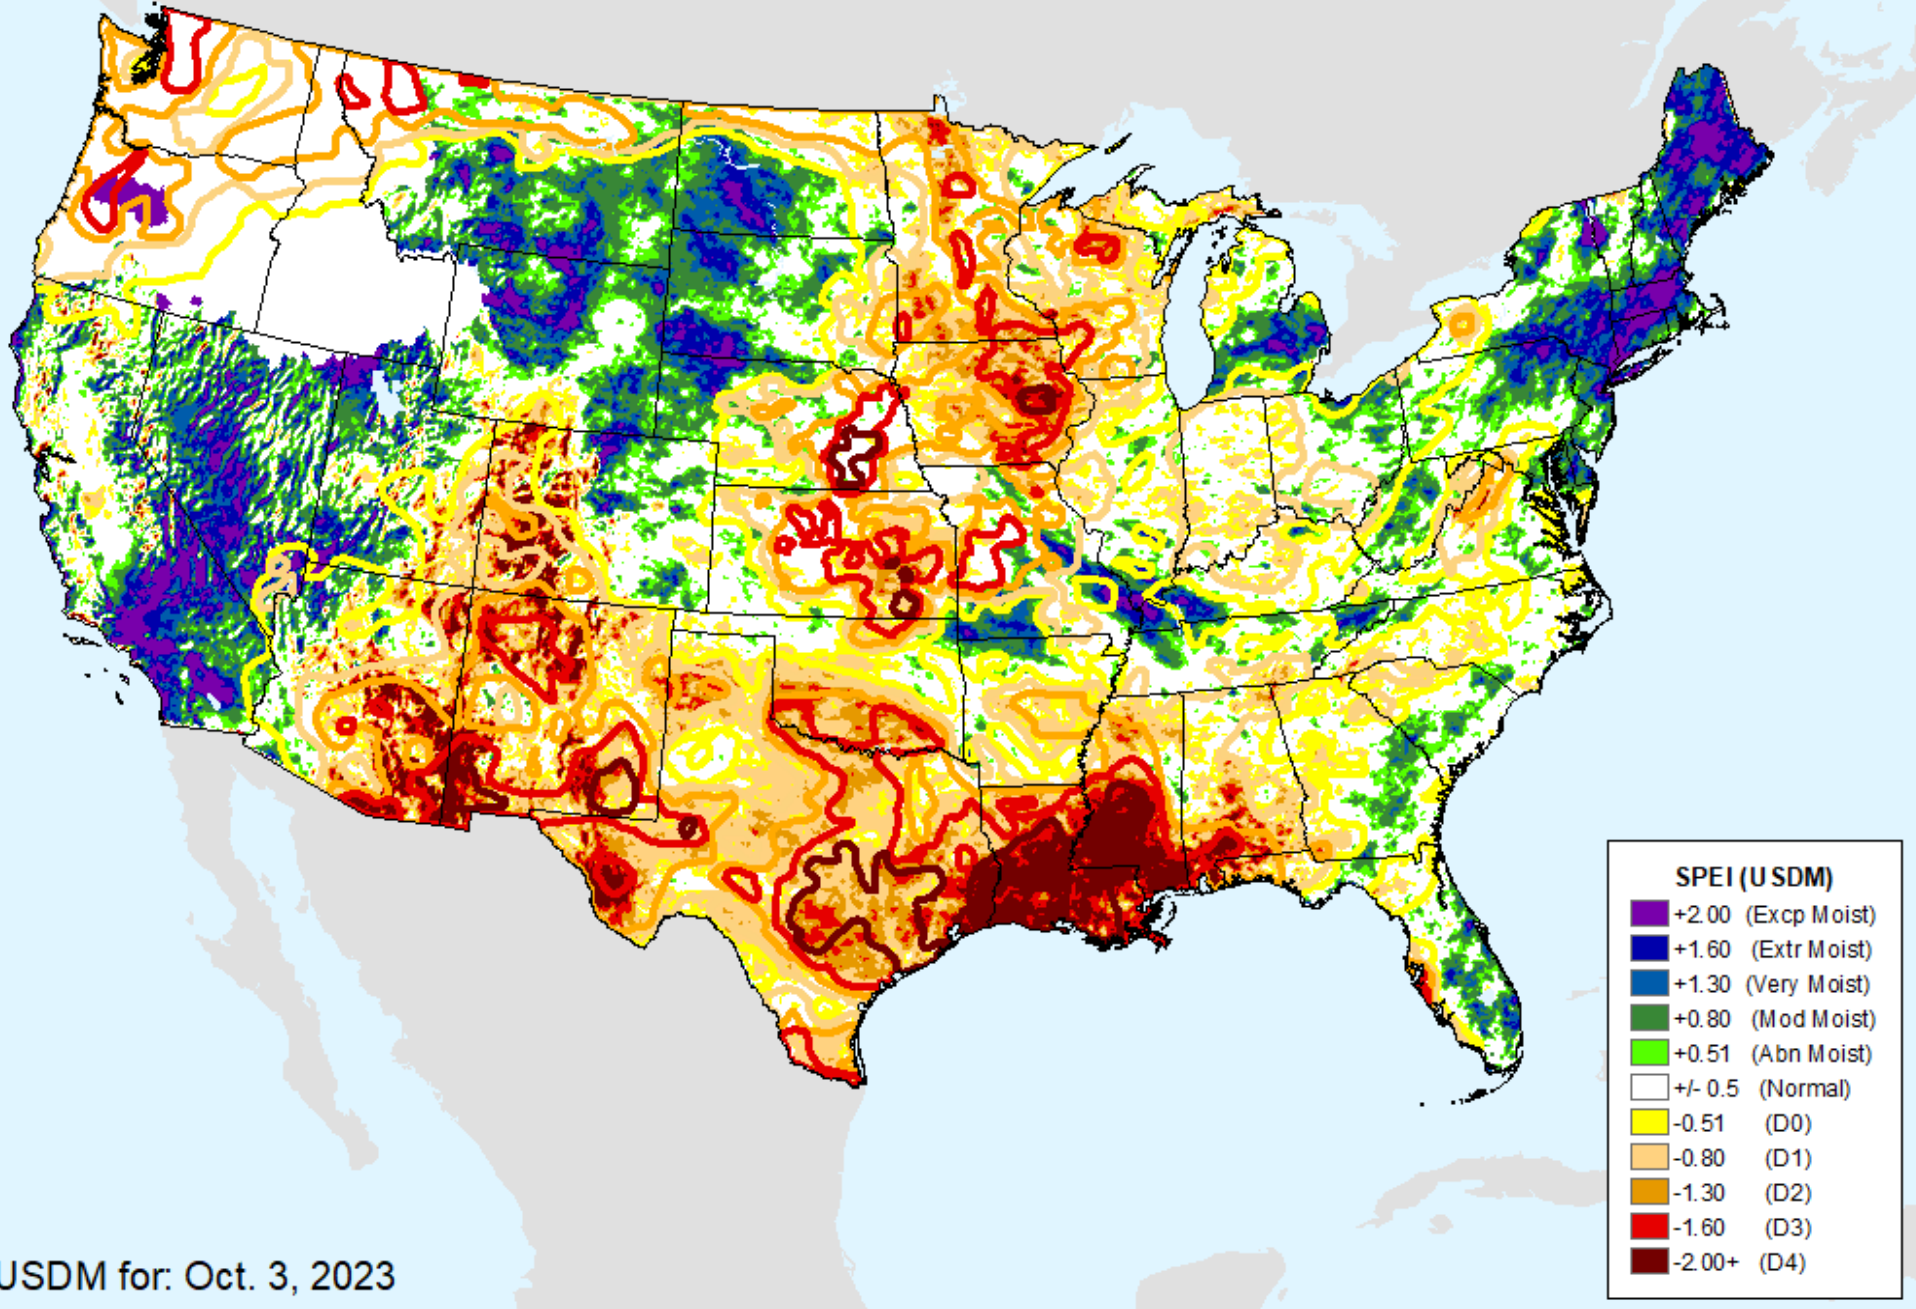 SPEI (USDM)
+2.00 (Excp Moist)
+1.60 (Extr Moist)
+1.30 (Very Moist)
+0.80 (Mod Moist)
+0.51 (Abn Moist)
+/- 0.5 (Normal)
-0.51 (D0)
-0.80 (D1)
-1.30 (D2)
-1.60 (D3)
-2.00+ (D4)
USDM for: Oct. 3, 2023